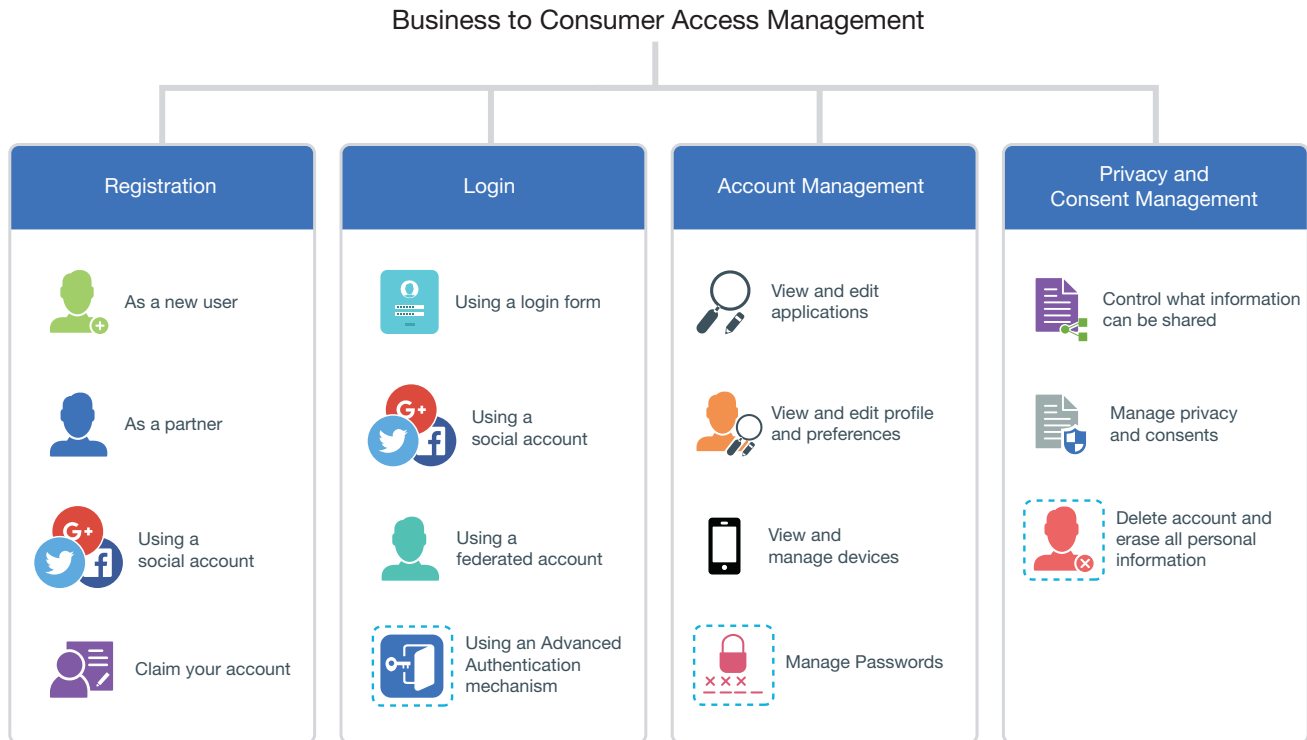 Business to Consumer Access Management
Registration
As a new user
As a partner
G+
Using a
social account
Claim your account
Login
Using a login form
G+
Using a
social account
Using a
federated account
Using an Advanced
Authentication
mechanism
Account Management
View and edit
applications
View and edit profile
and preferences
View and
manage devices
Manage Passwords
Privacy and
Consent Management
Control what information
can be shared
Manage privacy
and consents
Delete account and
erase all personal
information